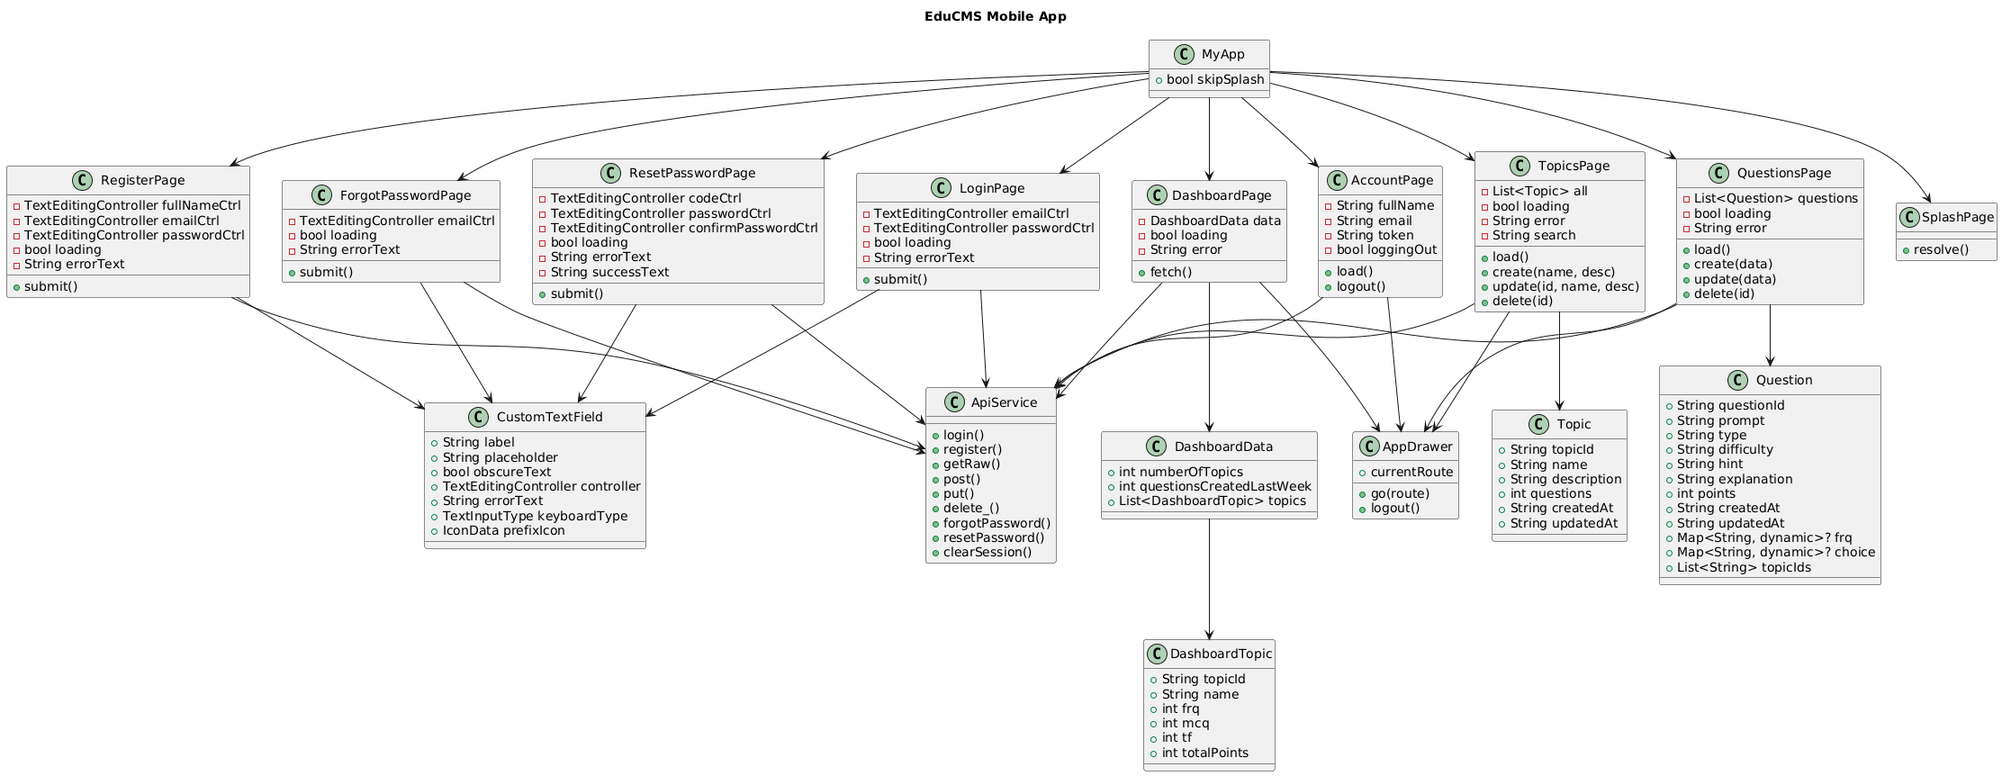 EduCMS Mobile App
C MyApp
bool skipSplash
C RegisterPage
TextEditingController fullNameCtrl
TextEditingController emailCtrl
TextEditingController passwordCtrl
bool loading
String errorText
submit()
C ForgotPasswordPage
TextEditingController emailCtrl
bool loading
String errorText
submit()
C ResetPasswordPage
TextEditingController codeCtrl
TextEditingController passwordCtrl
TextEditingController confirmPasswordCtrl
bool loading
String errorText
String successText
submit()
C LoginPage
TextEditingController emailCtrl
TextEditingController passwordCtrl
bool loading
String errorText
submit()
C DashboardPage
DashboardData data
bool loading
String error
fetch()
C AccountPage
String fullName
String email
String token
bool loggingOut
load()
logout()
C TopicsPage
List<Topic> all
bool loading
String error
String search
load()
create(name, desc)
update(id, name, desc)
delete(id)
C QuestionsPage
List<Question> questions
bool loading
String error
load()
create(data)
update(data)
delete(id)
C SplashPage
resolve()
C CustomTextField
String label
String placeholder
bool obscureText
TextEditingController controller
String errorText
TextInputType keyboardType
IconData prefixIcon
C ApiService
login()
register()
getRaw()
post()
put()
delete_()
forgotPassword()
resetPassword()
clearSession()
C DashboardData
int numberOfTopics
int questionsCreatedLastWeek
List<DashboardTopic> topics
C AppDrawer
currentRoute
go(route)
logout()
C Topic
String topicId
String name
String description
int questions
String createdAt
String updatedAt
C Question
String questionId
String prompt
String type
String difficulty
String hint
String explanation
int points
String createdAt
String updatedAt
Map<String, dynamic>? frq
Map<String, dynamic>? choice
List<String> topicIds
C DashboardTopic
String topicId
String name
int frq
int mcq
int tf
int totalPoints